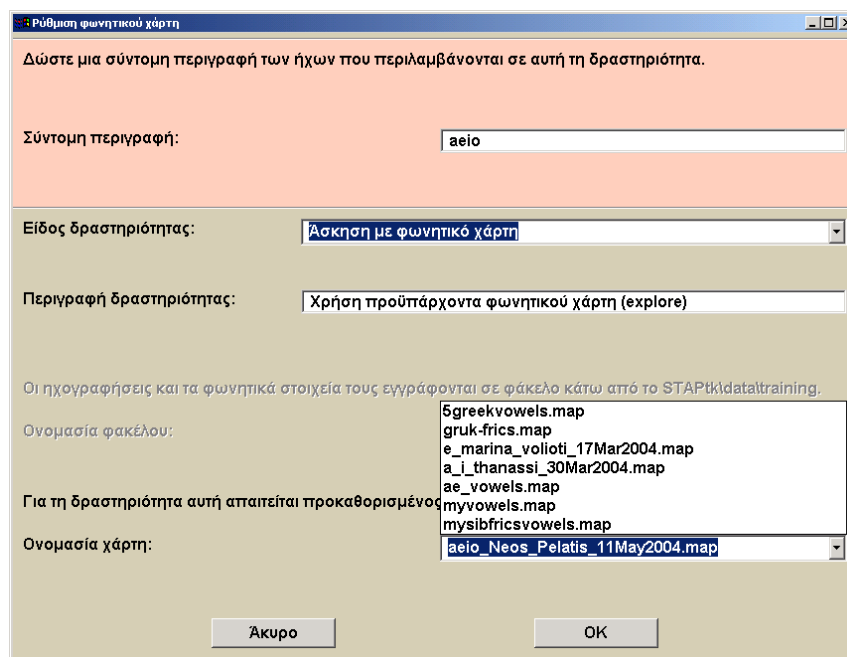 Ρύθμιση φωνητικού χάρτη
Δώστε μια σύντομη περιγραφή των ήχων που περιλαμβάνονται σε αυτή τη δραστηριότητα.
Σύντομη περιγραφή: aeio
Είδος δραστηριότητας: Άσκηση με φωνητικό χάρτη
Περιγραφή δραστηριότητας: Χρήση προϋπάρχοντα φωνητικού χάρτη (explore)
Οι ηχογραφήσεις και τα φωνητικά στοιχεία τους εγγράφονται σε φάκελο κάτω από το STAPtk\data\training.
Ονομασία φακέλου:
5greekvowels.map
gruk-frics.map
e_marina_volioti_17Mar2004.map
a_i_thanassi_30Mar2004.map
ae_vowels.map
myvowels.map
mysibfricsvowels.map
Για τη δραστηριότητα αυτή απαιτείται προκαθορισμένος
Ονομασία χάρτη: aeio_Neos_Pelatis_11May2004.map
Άκυρο OK